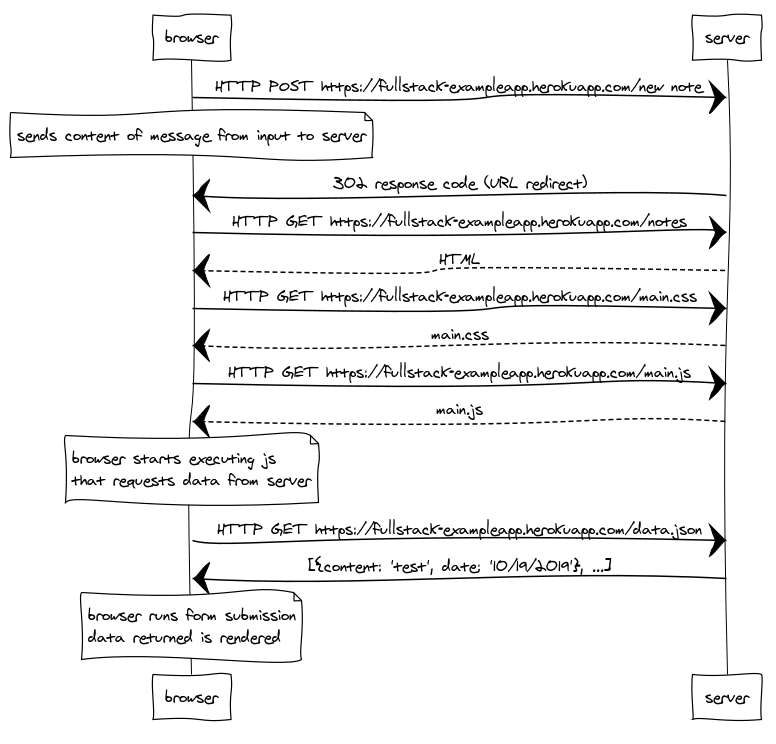 browser
server
HTTP POST https://fullstack-exampleapp.herokuapp.com/new note
sends content of message from input to server
302 response code (URL redirect)
HTTP GET https://fullstack-exampleapp.herokuapp.com/notes
HTML
HTTP GET https://fullstack-exampleapp.herokuapp.com/main.css
main.css
HTTP GET https://fullstack-exampleapp.herokuapp.com/main.js
main.js
browser starts executing js
that requests data from server
HTTP GET https://fullstack-exampleapp.herokuapp.com/data.json
[{content: 'test', date: '10/19/2019'}, ...]
browser runs form submission
data returned is rendered
browser
server